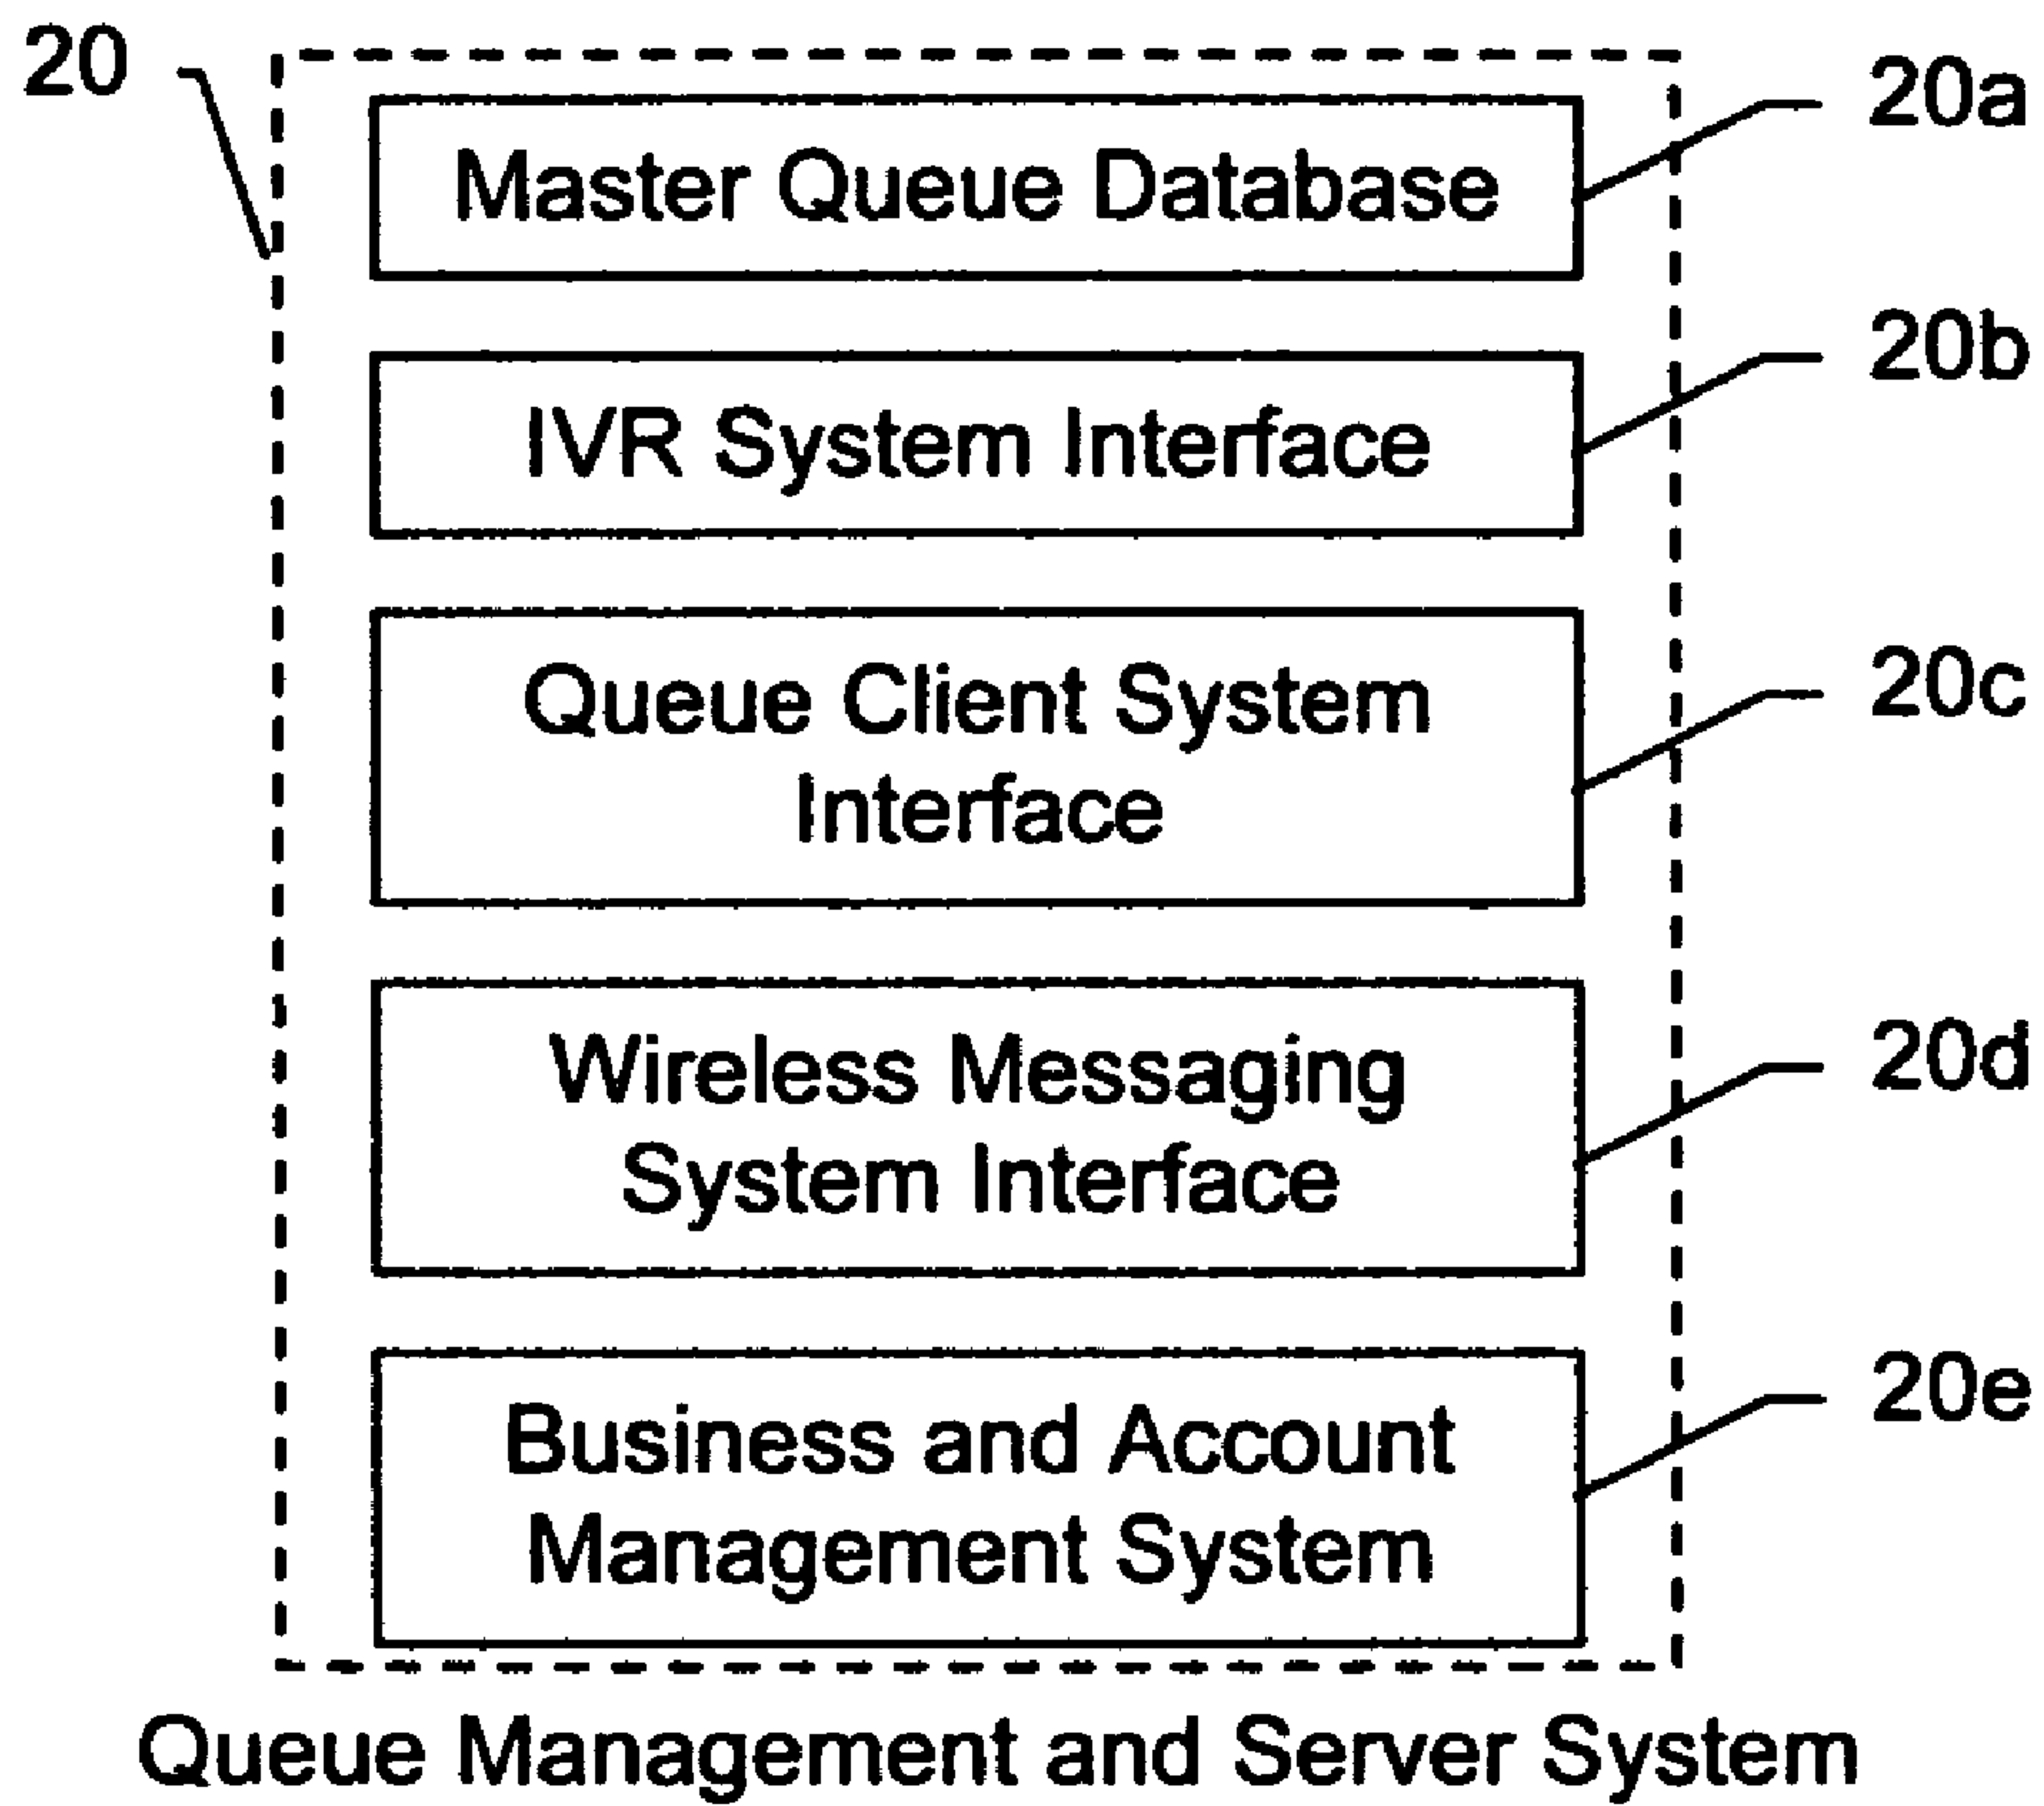 20
20a
Master Queue Database
20b
IVR System Interface
20c
Queue Client System
Interface
20d
Wireless Messaging
System Interface
20e
Business and Account
Management System
Queue Management and Server System